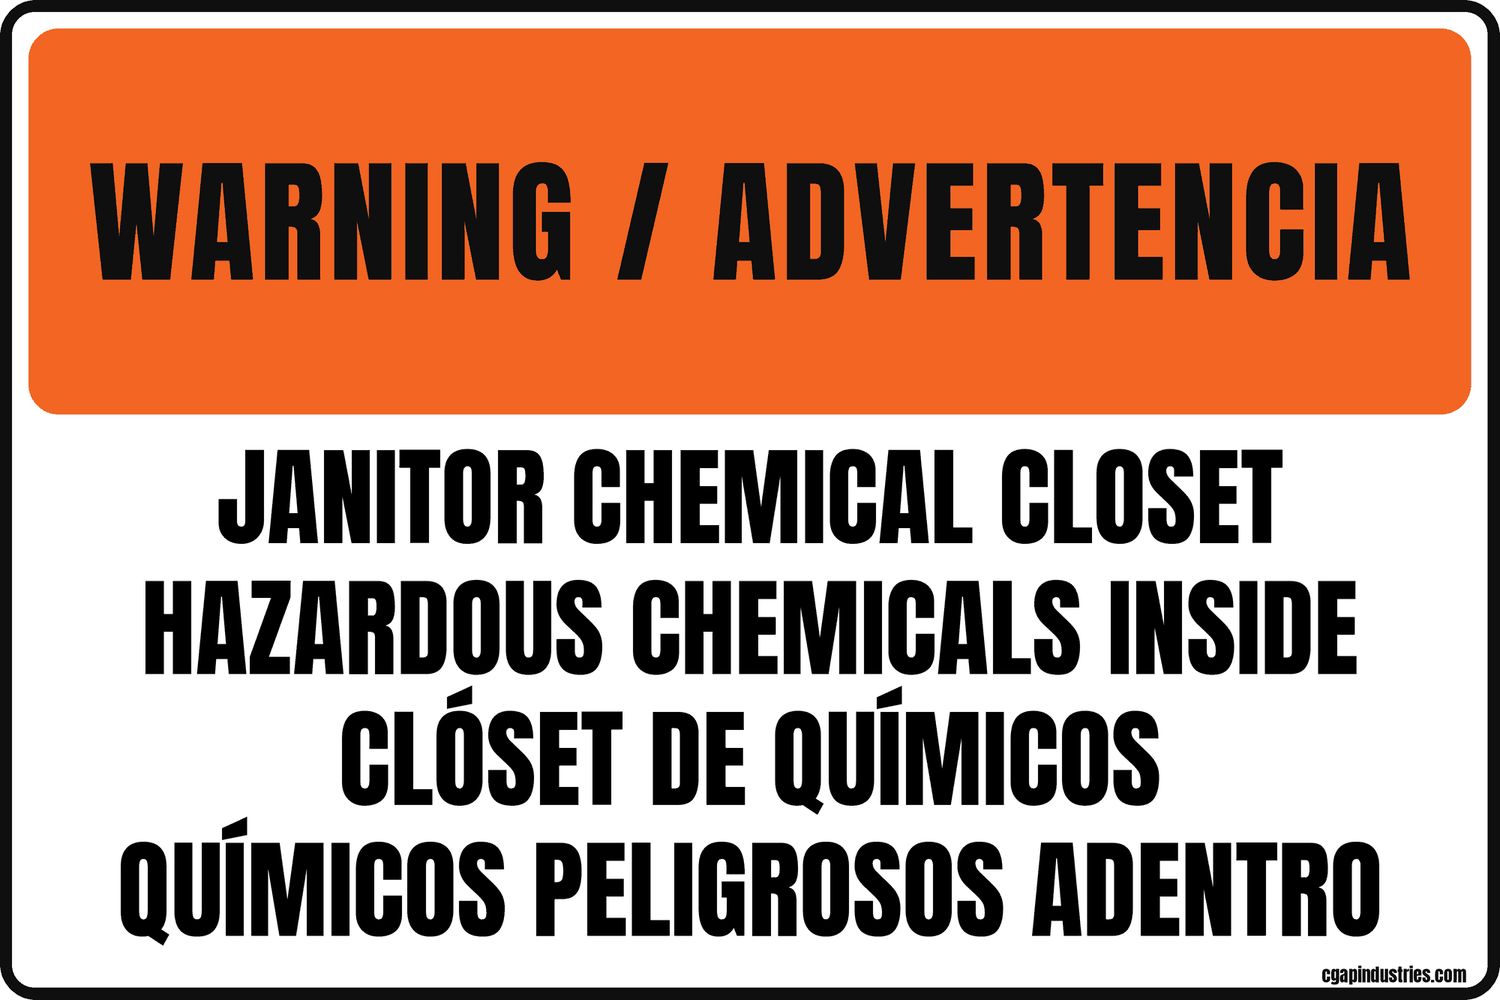 WARNING / ADVERTENCIA
JANITOR CHEMICAL CLOSET
HAZARDOUS CHEMICALS INSIDE
CLÓSET DE QUÍMICOS
QUÍMICOS PELIGROSOS ADENTRO
cgapindustries.com